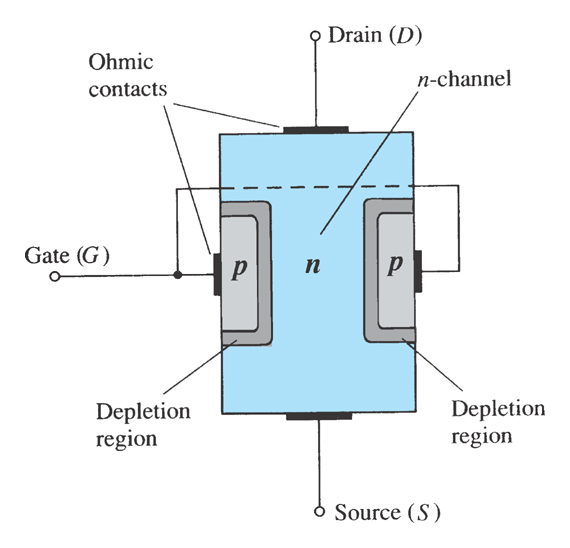 Drain (D)
Ohmic
contacts
n-channel
Gate (G)
p
n
p
Depletion
region
Depletion
region
Source (S)